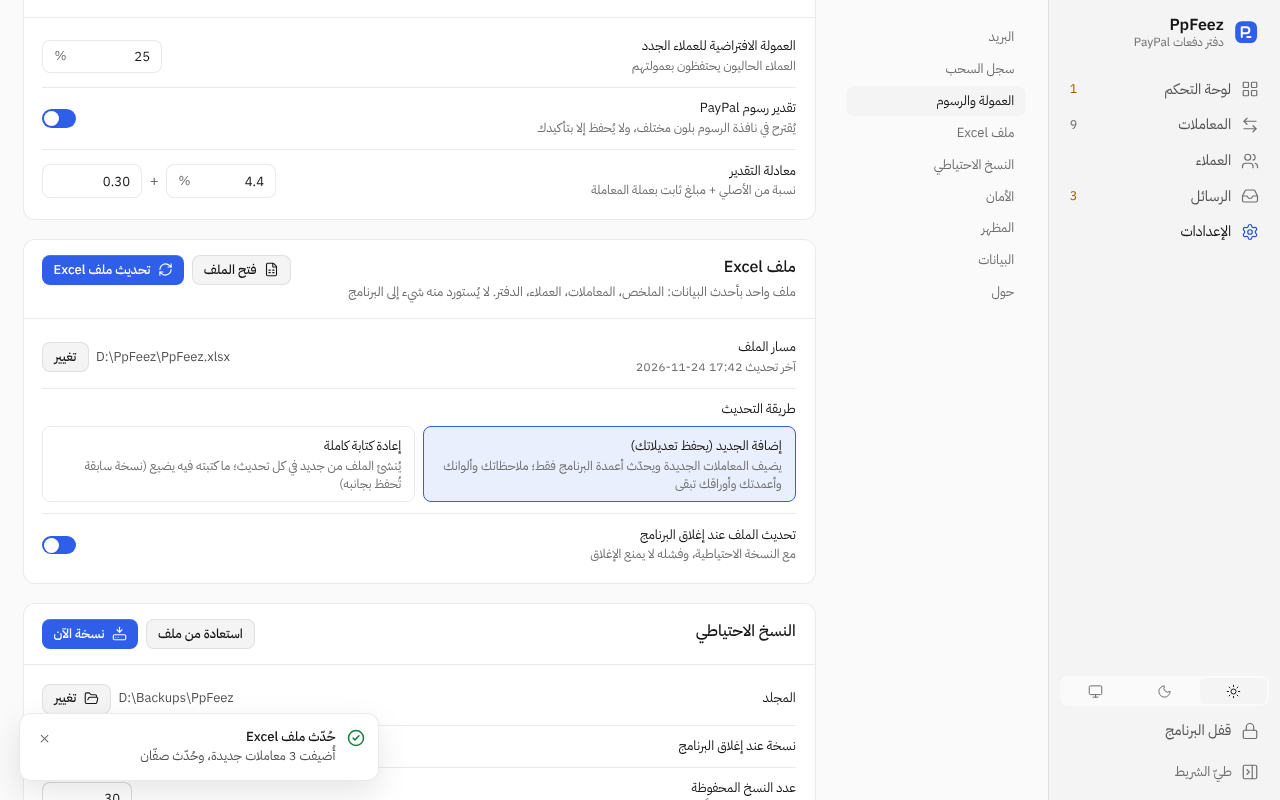 PpFeez
دفتر دفعات PayPal
لوحة التحكم 1
المعاملات 9
العملاء
الرسائل 3
الإعدادات
قفل البرنامج
طيّ الشريط
البريد
سجل السحب
العمولة والرسوم
ملف Excel
النسخ الاحتياطي
الأمان
المظهر
البيانات
حول
العمولة الافتراضية للعملاء الجدد
العملاء الحاليون يحتفظون بعمولتهم
25 %
تقدير رسوم PayPal
يُقترح في نافذة الرسوم بلون مختلف، ولا يُحفظ إلا بتأكيدك
معادلة التقدير
نسبة من الأصلي + مبلغ ثابت بعملة المعاملة
4.4 % + 0.30
ملف Excel
ملف واحد بأحدث البيانات: الملخص، المعاملات، العملاء، الدفتر. لا يُستورد منه شيء إلى البرنامج
فتح الملف
تحديث ملف Excel
مسار الملف
آخر تحديث 2026-11-24 17:42
D:\PpFeez\PpFeez.xlsx
تغيير
طريقة التحديث
إضافة الجديد (يحفظ تعديلاتك)
يضيف المعاملات الجديدة ويحدّث أعمدة البرنامج فقط؛ ملاحظاتك وألوانك
وأعمدتك وأوراقك تبقى
إعادة كتابة كاملة
يُنشئ الملف من جديد في كل تحديث؛ ما كتبته فيه يضيع (نسخة سابقة
تُحفظ بجانبه)
تحديث الملف عند إغلاق البرنامج
مع النسخة الاحتياطية، وفشله لا يمنع الإغلاق
النسخ الاحتياطي
استعادة من ملف
نسخة الآن
المجلد
D:\Backups\PpFeez
تغيير
نسخة عند إغلاق البرنامج
عدد النسخ المحفوظة
30
حُدّث ملف Excel
أُضيفت 3 معاملات جديدة، وحُدّث صفّان